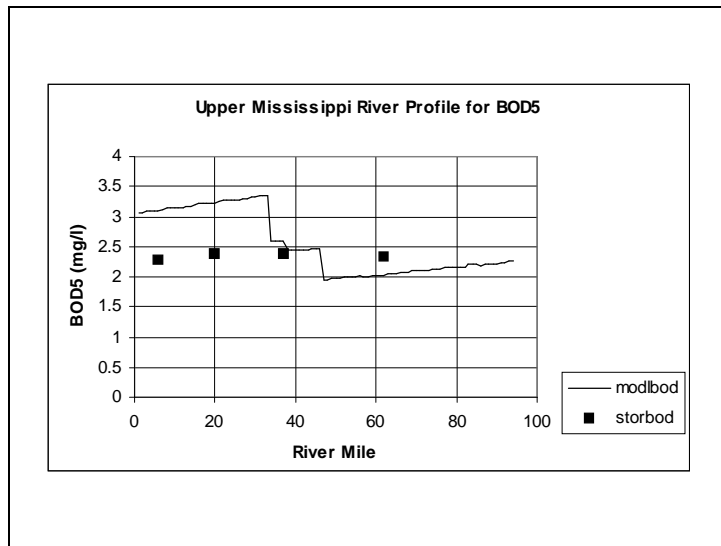 Upper Mississippi River Profile for BOD5
4
3.5
3
2.5
2
1.5
1
0.5
0
BOD5 (mg/l)
0 20 40 60 80 100
River Mile
modlbod
storbod